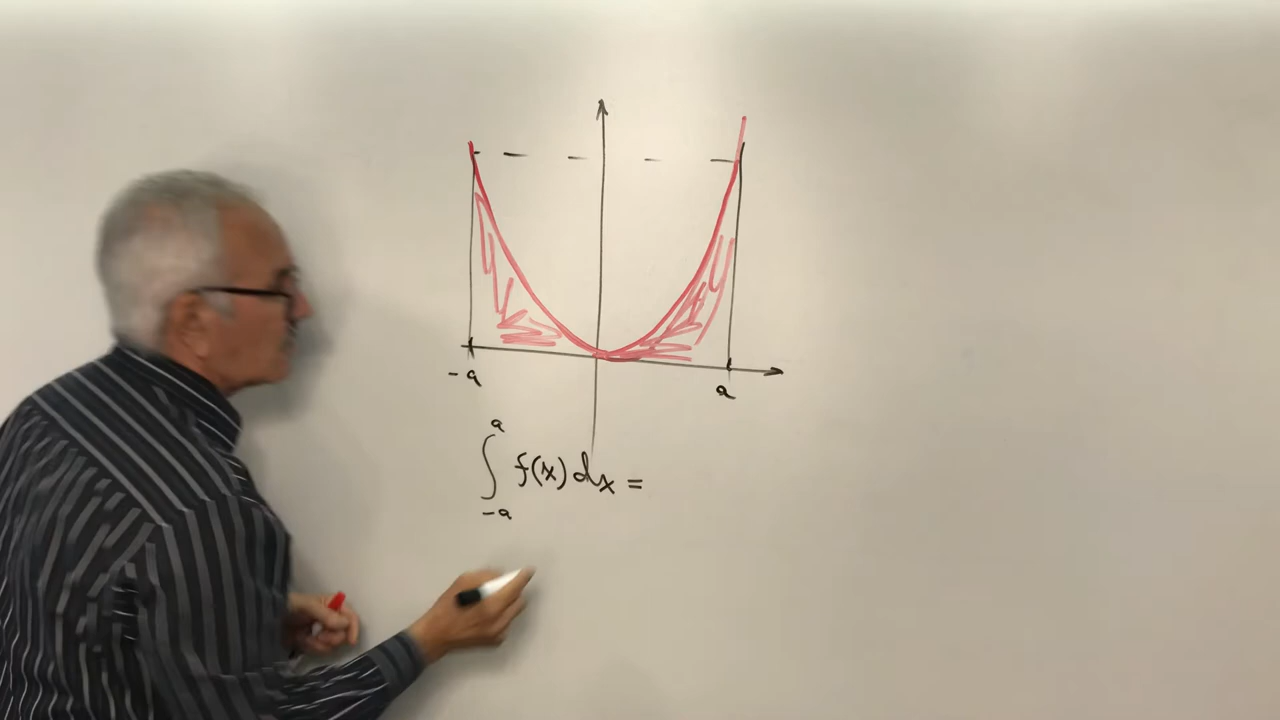 -a a
a
∫ f(x) dx =
-a